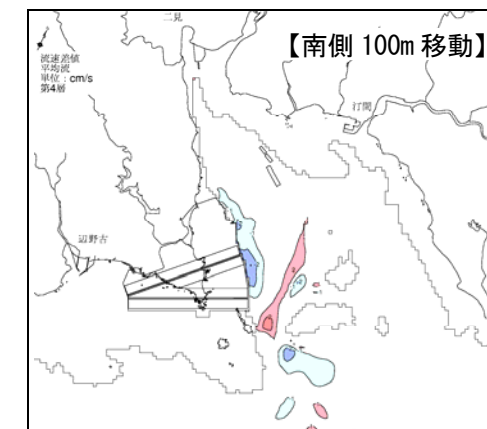 二見
【南側 100m 移動】
流速差値
平均流
単位：cm/s
第4層
汀間
辺野古